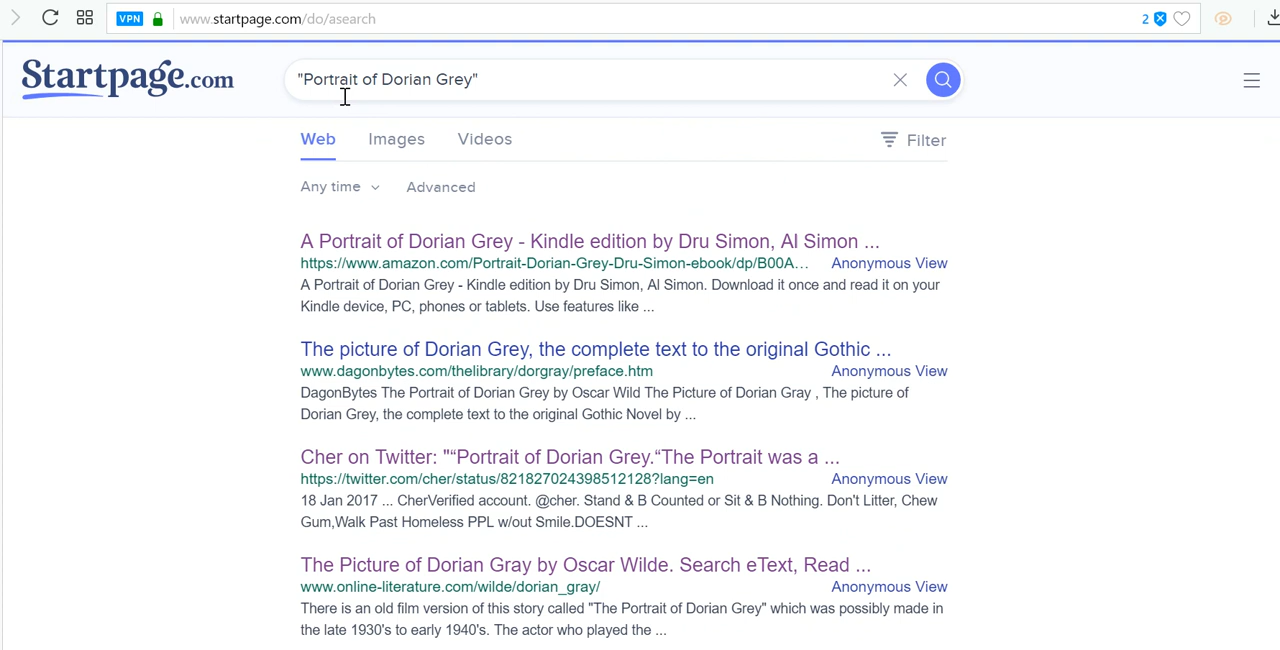 VPN www.startpage.com/do/asearch 2
Startpage.com "Portrait of Dorian Grey"
Web Images Videos Filter
Any time Advanced
A Portrait of Dorian Grey - Kindle edition by Dru Simon, Al Simon ...
https://www.amazon.com/Portrait-Dorian-Grey-Dru-Simon-ebook/dp/B00A... Anonymous View
A Portrait of Dorian Grey - Kindle edition by Dru Simon, Al Simon. Download it once and read it on your
Kindle device, PC, phones or tablets. Use features like ...
The picture of Dorian Grey, the complete text to the original Gothic ...
www.dagonbytes.com/thelibrary/dorgray/preface.htm Anonymous View
DagonBytes The Portrait of Dorian Grey by Oscar Wild The Picture of Dorian Gray , The picture of
Dorian Grey, the complete text to the original Gothic Novel by ...
Cher on Twitter: "“Portrait of Dorian Grey.“The Portrait was a ...
https://twitter.com/cher/status/821827024398512128?lang=en Anonymous View
18 Jan 2017 ... CherVerified account. @cher. Stand & B Counted or Sit & B Nothing. Don't Litter, Chew
Gum,Walk Past Homeless PPL w/out Smile.DOESNT ...
The Picture of Dorian Gray by Oscar Wilde. Search eText, Read ...
www.online-literature.com/wilde/dorian_gray/ Anonymous View
There is an old film version of this story called "The Portrait of Dorian Grey" which was possibly made in
the late 1930's to early 1940's. The actor who played the ...